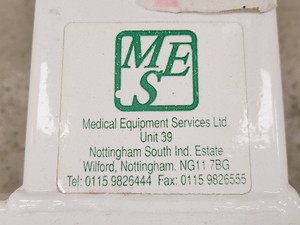 MES
Medical Equipment Services Ltd
Unit 39
Nottingham South Ind. Estate
Wilford, Nottingham. NG11 7BG
Tel: 0115 9826444 Fax: 0115 9826555